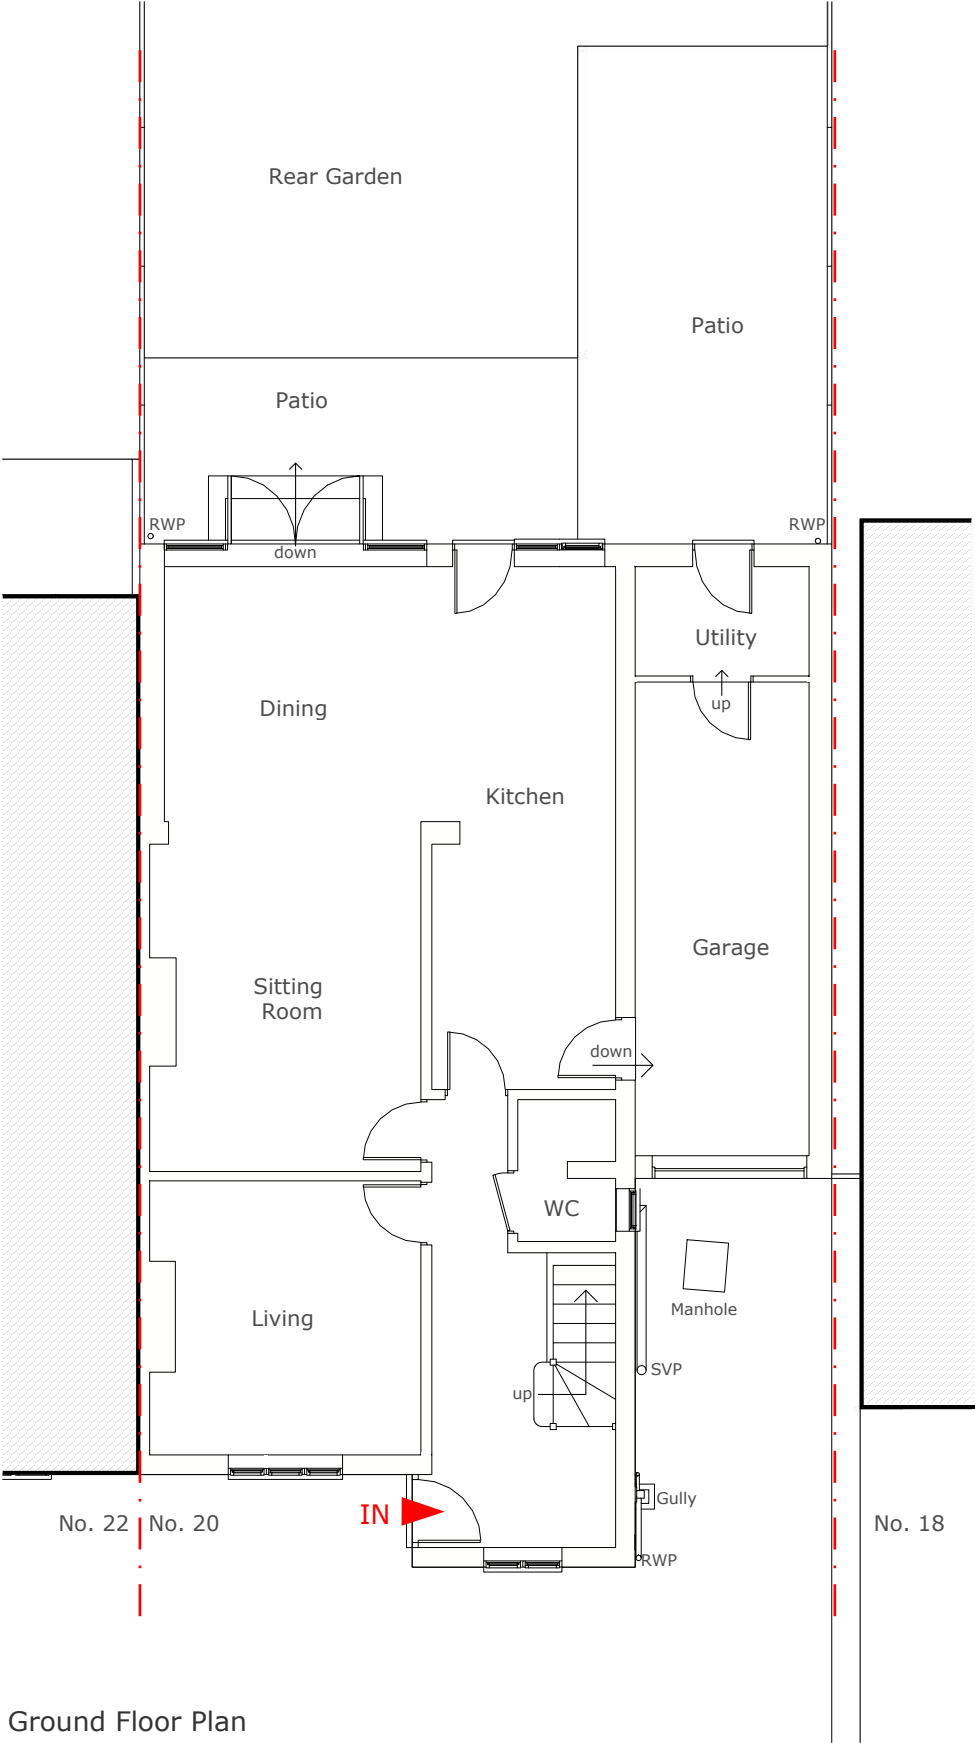 Rear Garden
Patio
Patio
RWP
RWP
down
Utility
up
Dining
Kitchen
Garage
Sitting
Room
down
WC
Manhole
Living
SVP
up
Gully
IN
No. 22
No. 20
No. 18
RWP
Ground Floor Plan